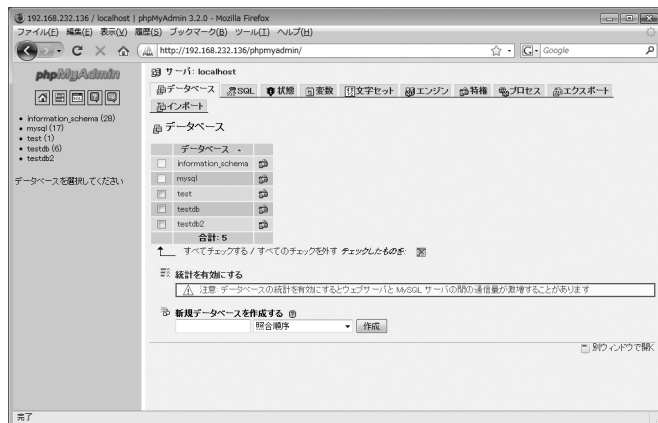 192.168.232.136 / localhost | phpMyAdmin 3.2.0 - Mozilla Firefox
ファイル(F) 編集(E) 表示(V) 履歴(S) ブックマーク(B) ツール(T) ヘルプ(H)
http://192.168.232.136/phpmyadmin/
Google
phpMyAdmin
information_schema (28)
mysql (17)
test (1)
testdb (6)
testdb2
データベースを選択してください
サーバ: localhost
データベース SQL 状態 変数 文字セット エンジン 特権 プロセス エクスポート
インポート
データベース
データベース
information_schema
mysql
test
testdb
testdb2
合計: 5
すべてチェックする / すべてのチェックを外す チェックしたものを:
統計を有効にする
注意: データベースの統計を有効にするとウェブサーバと MySQL サーバの間の通信量が激増することがあります
新規データベースを作成する
照合順序 作成
別ウィンドウで開く
完了